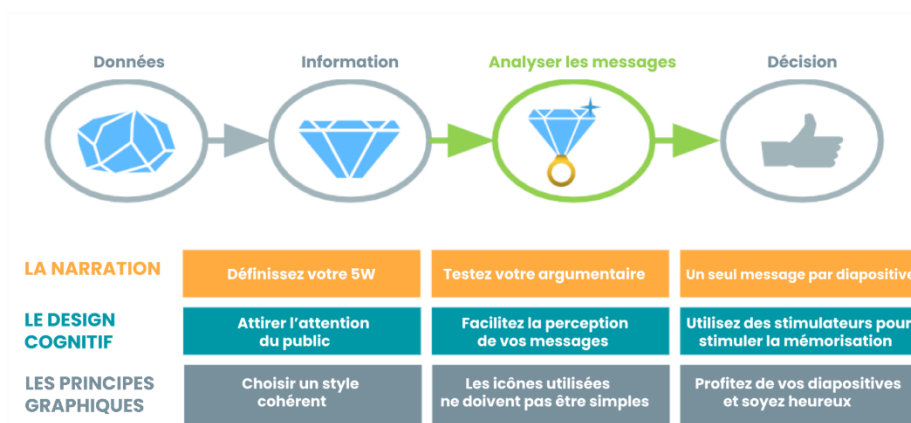 Données
Information
Analyser les messages
Décision
LA NARRATION
Définissez votre 5W
Testez votre argumentaire
Un seul message par diapositive
LE DESIGN
COGNITIF
Attirer l'attention
du public
Facilitez la perception
de vos messages
Utilisez des stimulateurs pour
stimuler la mémorisation
LES PRINCIPES
GRAPHIQUES
Choisir un style
cohérent
Les icônes utilisées
ne doivent pas être simples
Profitez de vos diapositives
et soyez heureux